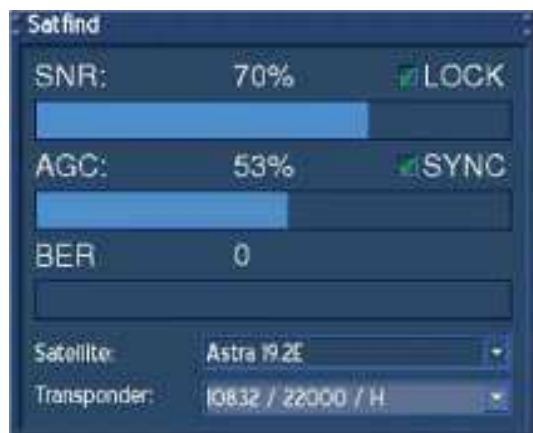 Satfind
SNR: 70% LOCK
AGC: 53% SYNC
BER 0
Satellite: Astra 19.2E
Transponder: 10832 / 22000 / H